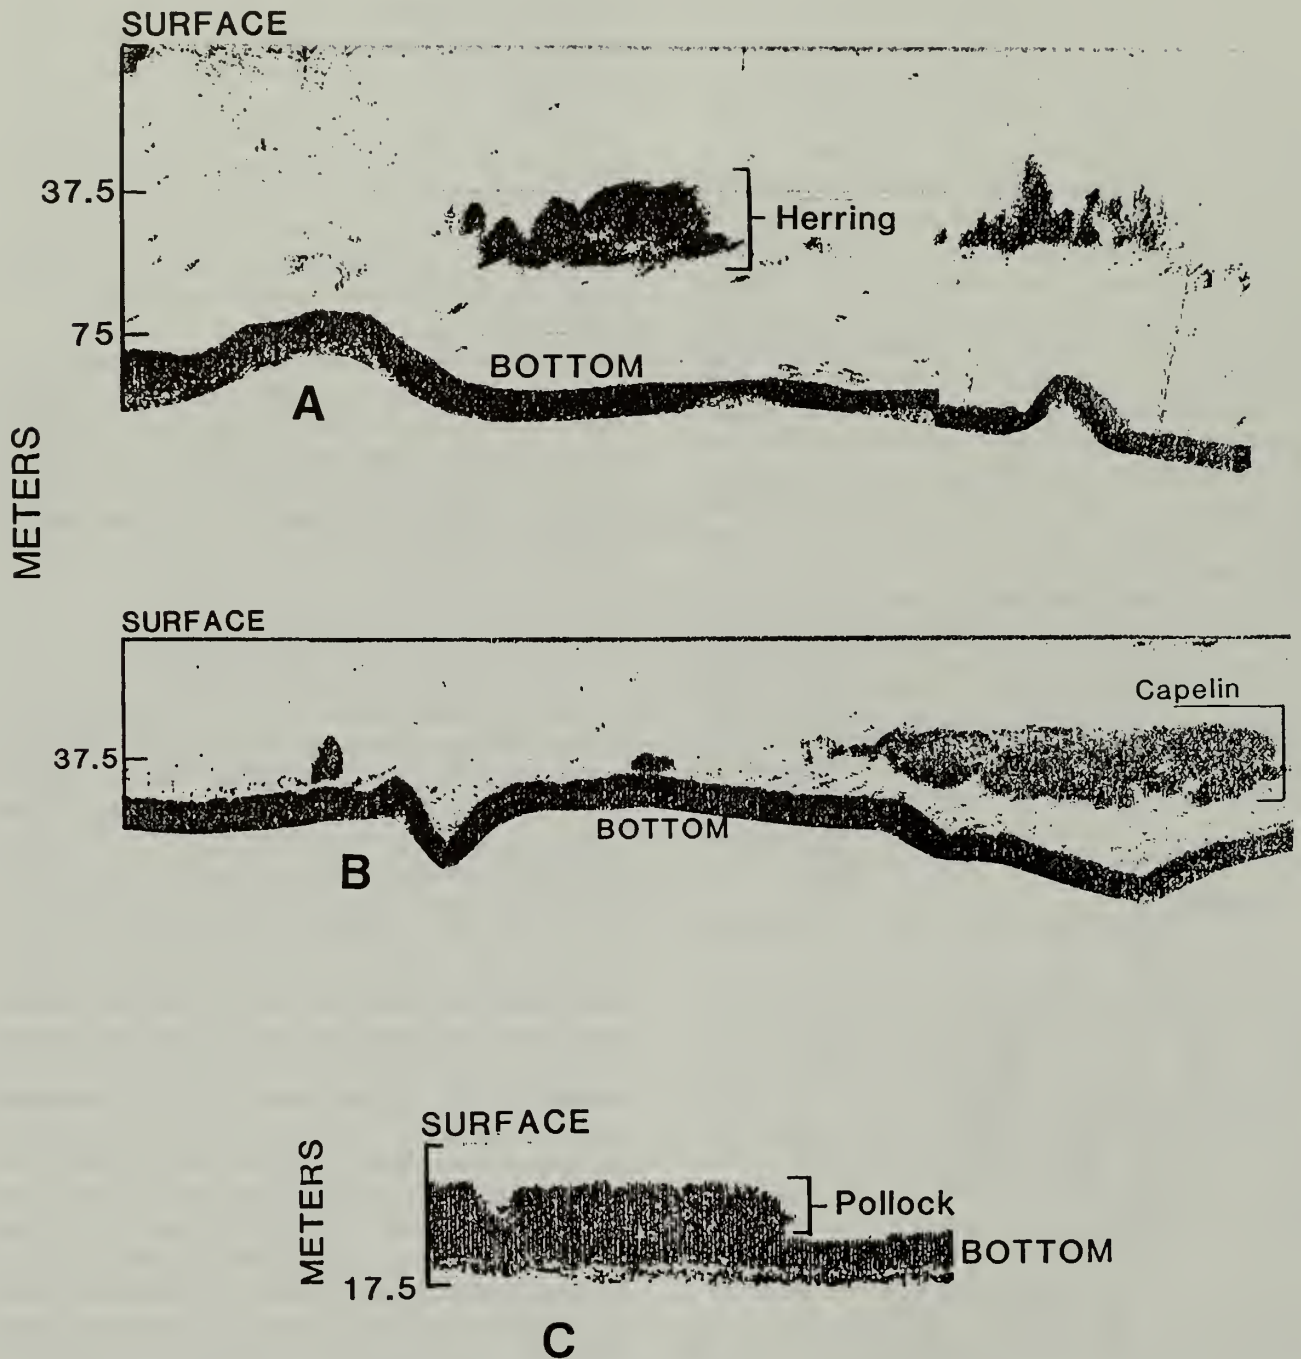 SURFACE
37.5
Herring
75
BOTTOM
A
METERS
SURFACE
Capelin
37.5
BOTTOM
B
SURFACE
METERS
Pollock
BOTTOM
17.5
C